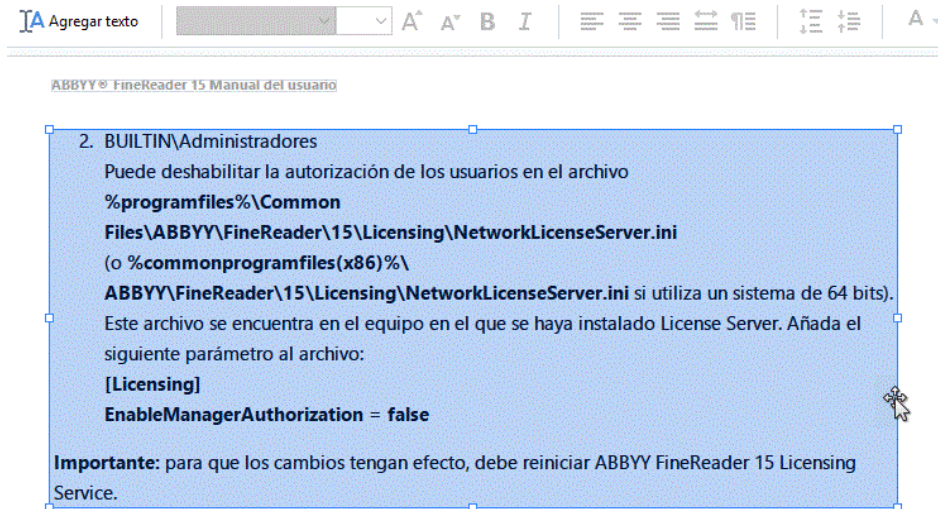 Agregar texto
ABBYY® FineReader 15 Manual del usuario
2. BUILTIN\Administradores
Puede deshabilitar la autorización de los usuarios en el archivo
%programfiles%\Common
Files\ABBYY\FineReader\15\Licensing\NetworkLicenseServer.ini
(o %commonprogramfiles(x86)%\
ABBYY\FineReader\15\Licensing\NetworkLicenseServer.ini si utiliza un sistema de 64 bits).
Este archivo se encuentra en el equipo en el que se haya instalado License Server. Añada el
siguiente parámetro al archivo:
[Licensing]
EnableManagerAuthorization = false
Importante: para que los cambios tengan efecto, debe reiniciar ABBYY FineReader 15 Licensing
Service.